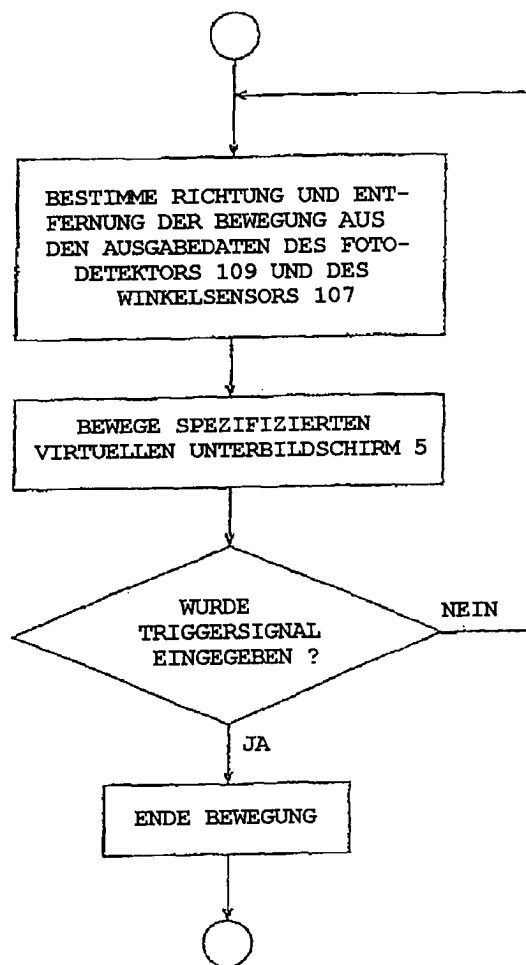 BESTIMME RICHTUNG UND ENT-
FERNUNG DER BEWEGUNG AUS
DEN AUSGABEDATEN DES FOTO-
DETEKTORS 109 UND DES
WINKELSENSORS 107
BEWEGE SPEZIFIZIERTEN
VIRTUELLEN UNTERBILDSCHIRM 5
WURDE
TRIGGERSIGNAL
EINGEGEBEN ?
NEIN
JA
ENDE BEWEGUNG